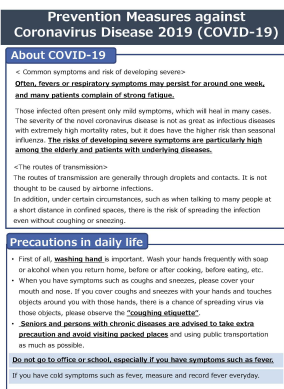 Prevention Measures against
Coronavirus Disease 2019 (COVID-19)
About COVID-19
< Common symptoms and risk of developing severe>
Often, fevers or respiratory symptoms may persist for around one week,
and many patients complain of strong fatigue.
Those infected often present only mild symptoms, which will heal in many cases.
The severity of the novel coronavirus disease is not as great as infectious diseases
with extremely high mortality rates, but it does have the higher risk than seasonal
influenza. The risks of developing severe symptoms are particularly high
among the elderly and patients with underlying diseases.
<The routes of transmission>
The routes of transmission are generally through droplets and contacts. It is not
thought to be caused by airborne infections.
In addition, under certain circumstances, such as when talking to many people at
a short distance in confined spaces, there is the risk of spreading the infection
even without coughing or sneezing.
Precautions in daily life
• First of all, washing hand is important. Wash your hands frequently with soap
or alcohol when you return home, before or after cooking, before eating, etc.
• When you have symptoms such as coughs and sneezes, please cover your
mouth and nose. If you cover coughs and sneezes with your hands and touches
objects around you with those hands, there is a chance of spreading virus via
those objects, please observe the "coughing etiquette".
• Seniors and persons with chronic diseases are advised to take extra
precaution and avoid visiting packed places and using public transportation
as much as possible.
Do not go to office or school, especially if you have symptoms such as fever.
If you have cold symptoms such as fever, measure and record fever everyday.